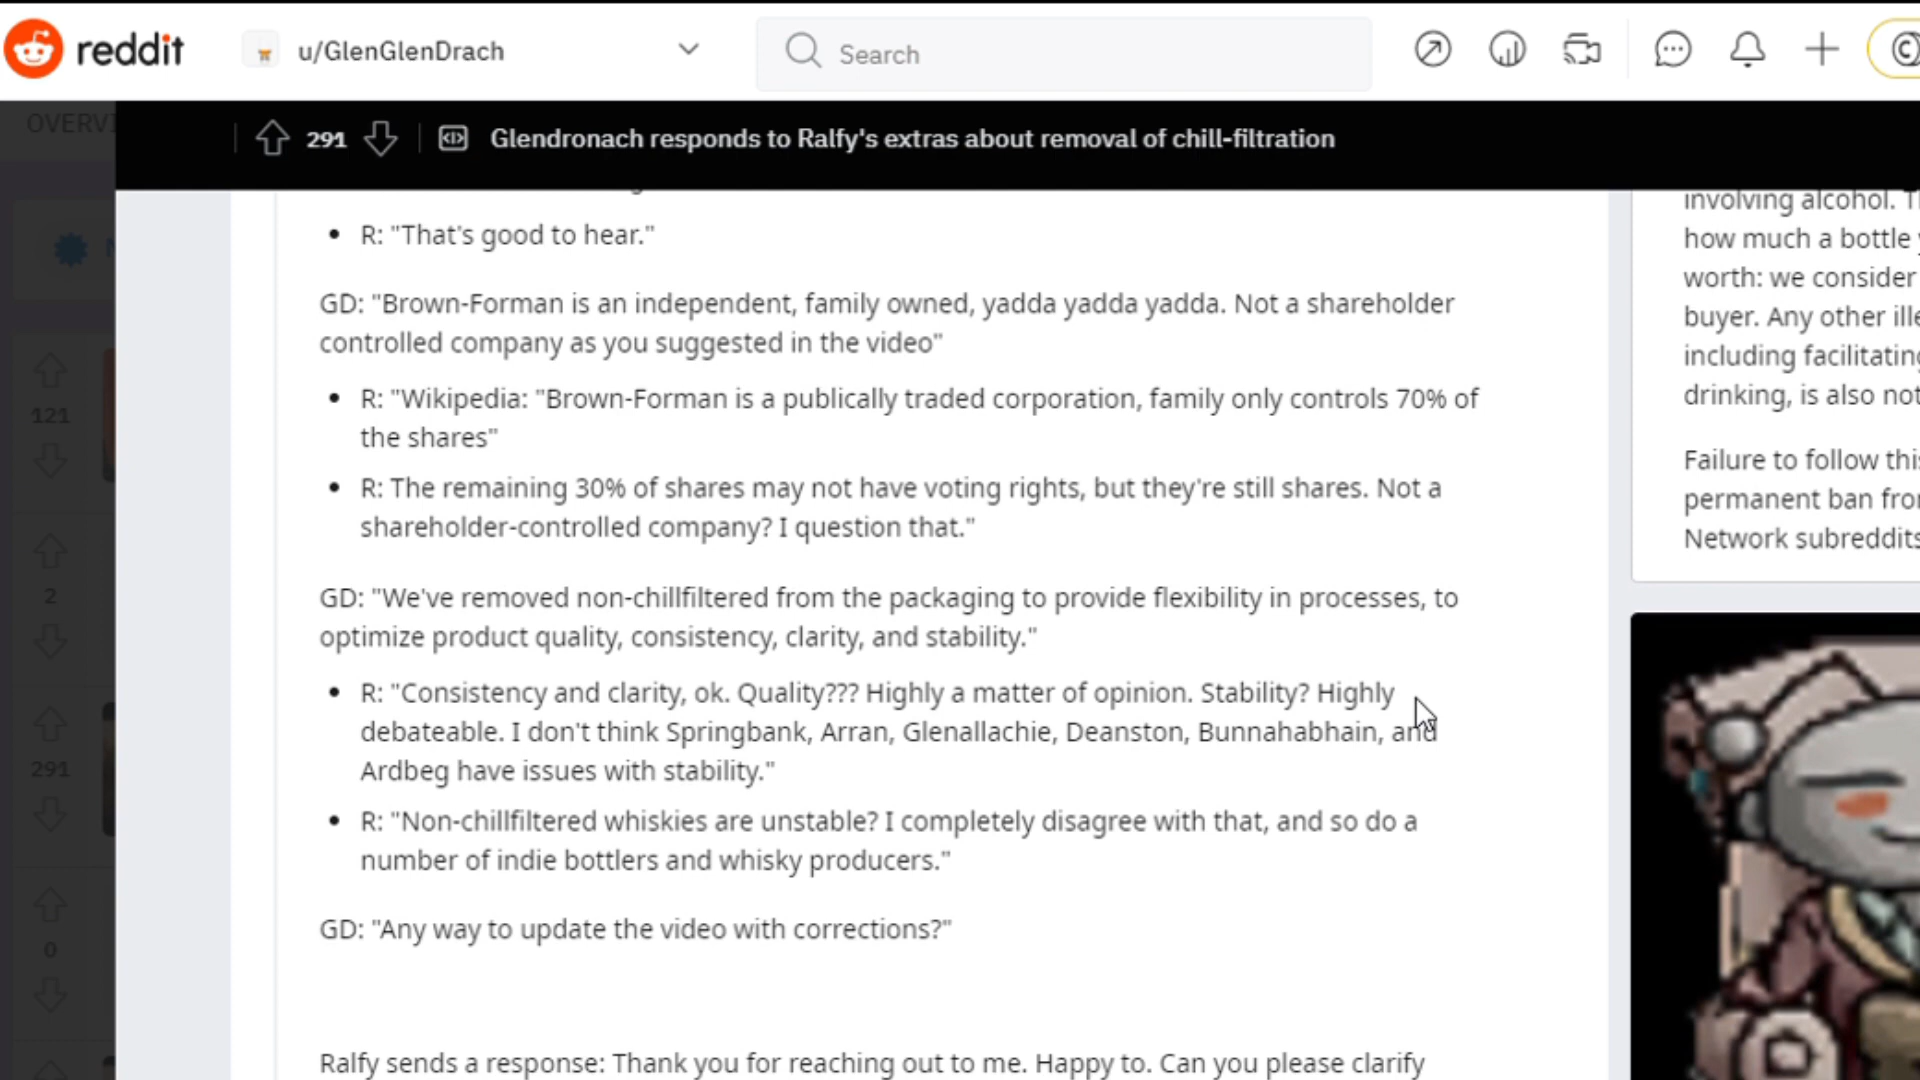 reddit
u/GlenGlenDrach
Search
OVERVI
291
Glendronach responds to Ralfy's extras about removal of chill-filtration
R: "That's good to hear."
GD: "Brown-Forman is an independent, family owned, yadda yadda yadda. Not a shareholder
controlled company as you suggested in the video"
R: "Wikipedia: "Brown-Forman is a publically traded corporation, family only controls 70% of
the shares"
R: The remaining 30% of shares may not have voting rights, but they're still shares. Not a
shareholder-controlled company? I question that."
GD: "We've removed non-chillfiltered from the packaging to provide flexibility in processes, to
optimize product quality, consistency, clarity, and stability."
R: "Consistency and clarity, ok. Quality??? Highly a matter of opinion. Stability? Highly
debateable. I don't think Springbank, Arran, Glenallachie, Deanston, Bunnahabhain, and
Ardbeg have issues with stability."
R: "Non-chillfiltered whiskies are unstable? I completely disagree with that, and so do a
number of indie bottlers and whisky producers."
GD: "Any way to update the video with corrections?"
Ralfy sends a response: Thank you for reaching out to me. Happy to. Can you please clarify
121
2
291
0
involving alcohol.
how much a bottle
worth: we consider
buyer. Any other ille
including facilitating
drinking, is also not
Failure to follow this
permanent ban from
Network subreddits